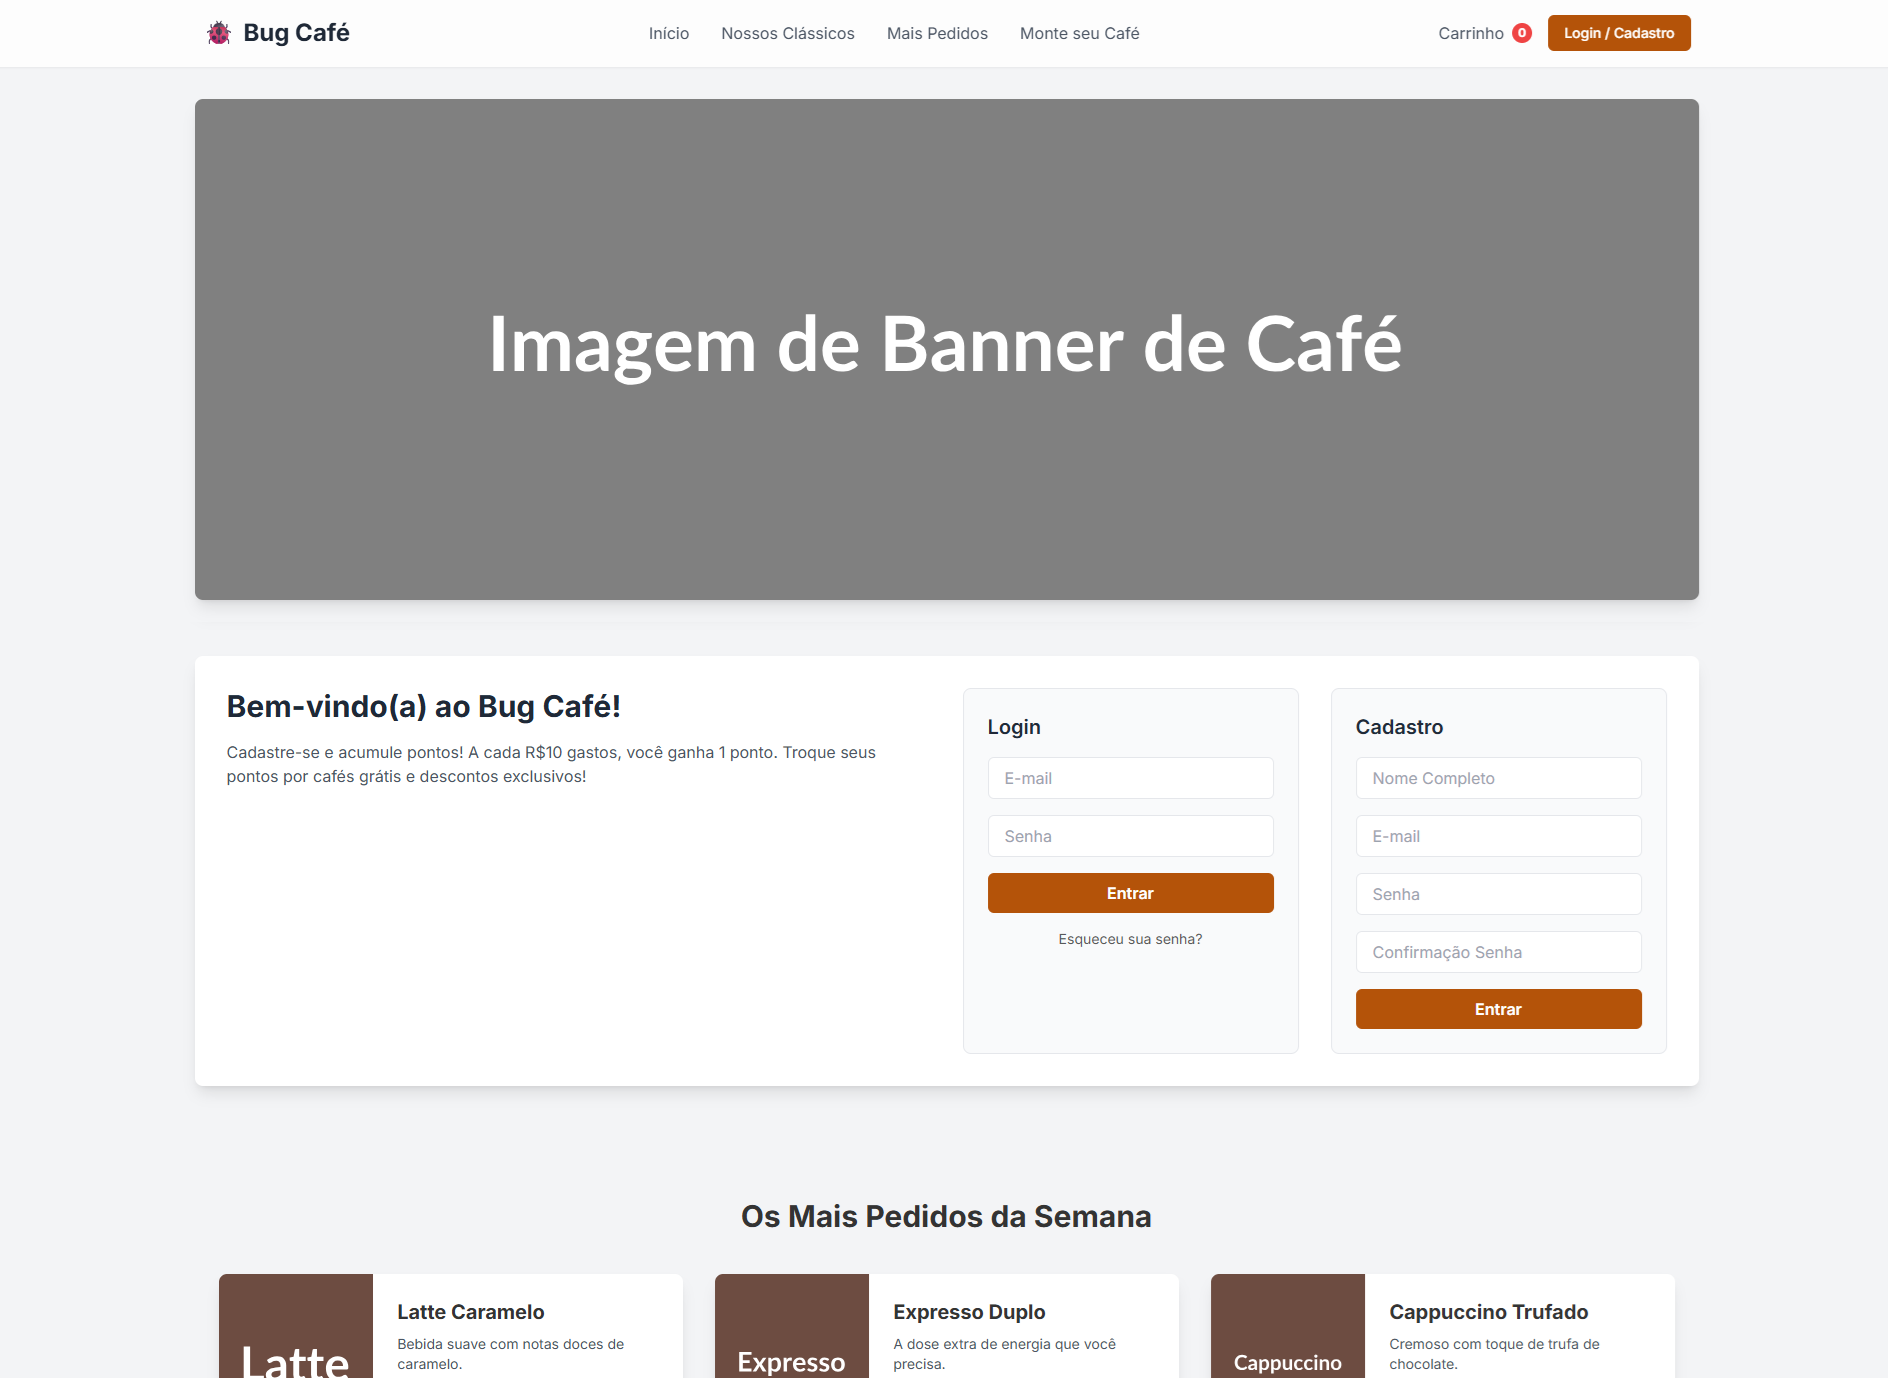 Bug Café
Início
Nossos Clássicos
Mais Pedidos
Monte seu Café
Carrinho 0
Login / Cadastro
Imagem de Banner de Café
Bem-vindo(a) ao Bug Café!
Cadastre-se e acumule pontos! A cada R$10 gastos, você ganha 1 ponto. Troque seus
pontos por cafés grátis e descontos exclusivos!
Login
E-mail
Senha
Entrar
Esqueceu sua senha?
Cadastro
Nome Completo
E-mail
Senha
Confirmação Senha
Entrar
Os Mais Pedidos da Semana
Latte
Latte Caramelo
Bebida suave com notas doces de
caramelo.
Expresso
Expresso Duplo
A dose extra de energia que você
precisa.
Cappuccino
Cappuccino Trufado
Cremoso com toque de trufa de
chocolate.